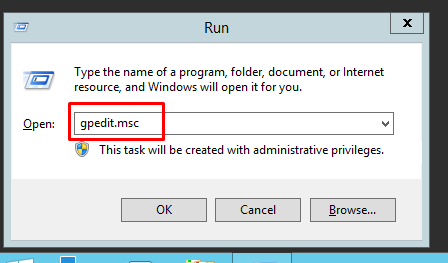 Run
Type the name of a program, folder, document, or Internet
resource, and Windows will open it for you.
Open: gpedit.msc
This task will be created with administrative privileges.
OK Cancel Browse...